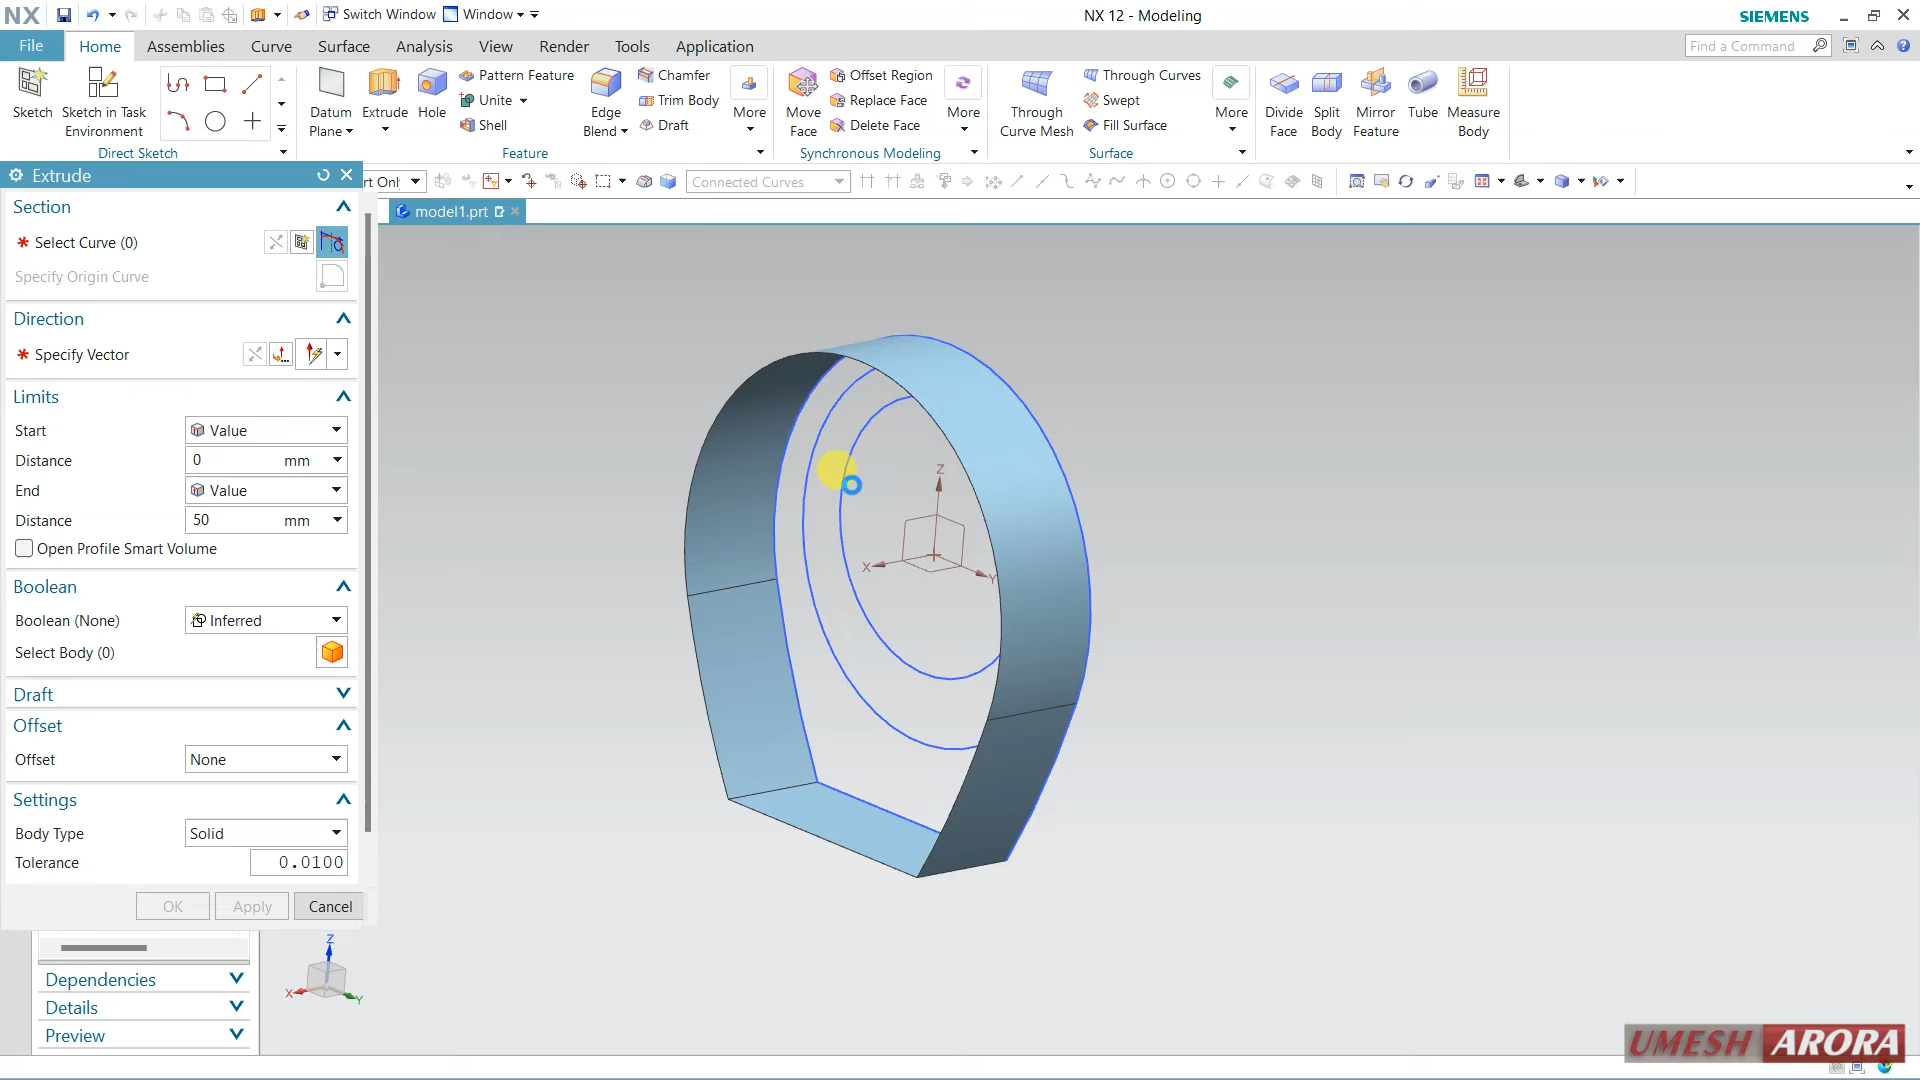 NX
Switch Window
Window
NX 12 - Modeling
SIEMENS
File
Home
Assemblies
Curve
Surface
Analysis
View
Render
Tools
Application
Find a Command
Sketch
Sketch in Task
Environment
Direct Sketch
Datum
Plane
Extrude
Hole
Pattern Feature
Unite
Shell
Edge
Blend
Chamfer
Trim Body
Draft
More
Feature
Move
Face
Offset Region
Replace Face
Delete Face
More
Synchronous Modeling
Through
Curve Mesh
Through Curves
Swept
Fill Surface
More
Surface
Divide
Face
Split
Body
Mirror
Feature
Tube
Measure
Body
Extrude
rt Onl
Connected Curves
model1.prt
Section
* Select Curve (0)
Specify Origin Curve
Direction
* Specify Vector
Limits
Start
Value
Distance
0 mm
End
Value
Distance
50 mm
Open Profile Smart Volume
Boolean
Boolean (None)
Inferred
Select Body (0)
Draft
Offset
Offset
None
Settings
Body Type
Solid
Tolerance
0.0100
OK
Apply
Cancel
Dependencies
Details
Preview
Z
X
Y
Z
X
Y
UMESH ARORA